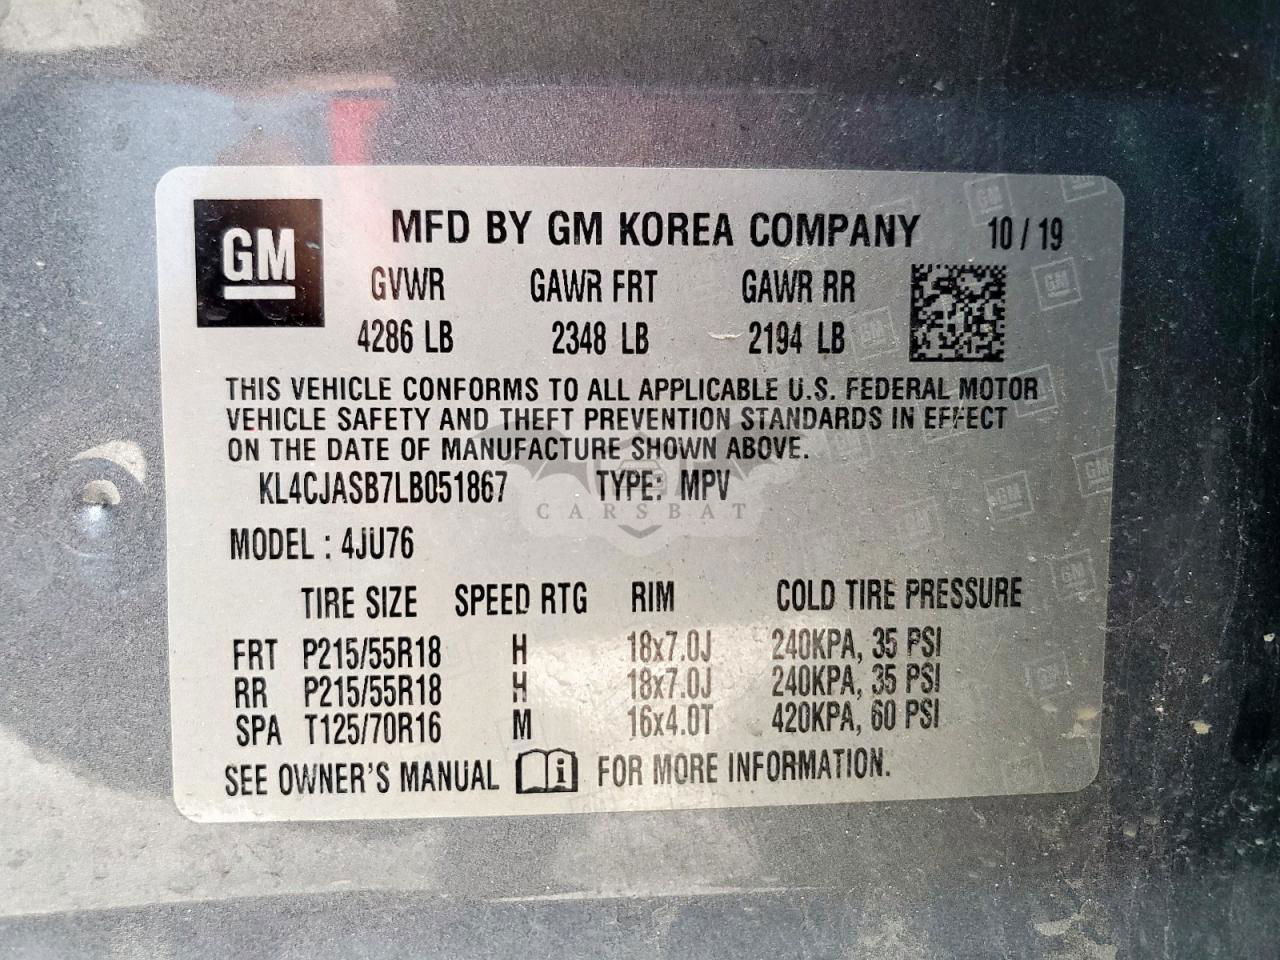 GM
MFD BY GM KOREA COMPANY 10/19
GVWR GAWR FRT GAWR RR
4286 LB 2348 LB 2194 LB
THIS VEHICLE CONFORMS TO ALL APPLICABLE U.S. FEDERAL MOTOR
VEHICLE SAFETY AND THEFT PREVENTION STANDARDS IN EFFECT
ON THE DATE OF MANUFACTURE SHOWN ABOVE.
KL4CJASB7LB051867 TYPE: MPV
CARSBAT
MODEL : 4JU76
TIRE SIZE SPEED RTG RIM COLD TIRE PRESSURE
FRT P215/55R18 H 18x7.0J 240KPA, 35 PSI
RR P215/55R18 H 18x7.0J 240KPA, 35 PSI
SPA T125/70R16 M 16x4.0T 420KPA, 60 PSI
SEE OWNER'S MANUAL i FOR MORE INFORMATION.